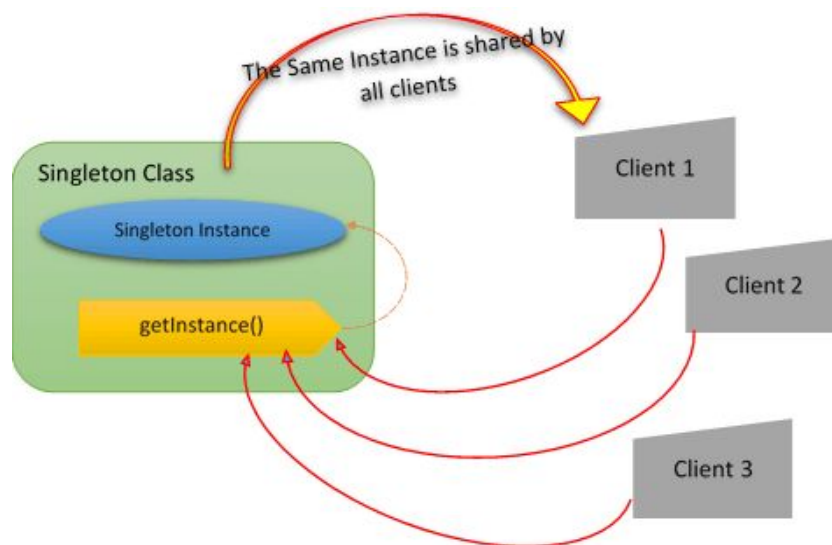 The Same Instance is shared by
all clients
Singleton Class
Singleton Instance
getInstance()
Client 1
Client 2
Client 3